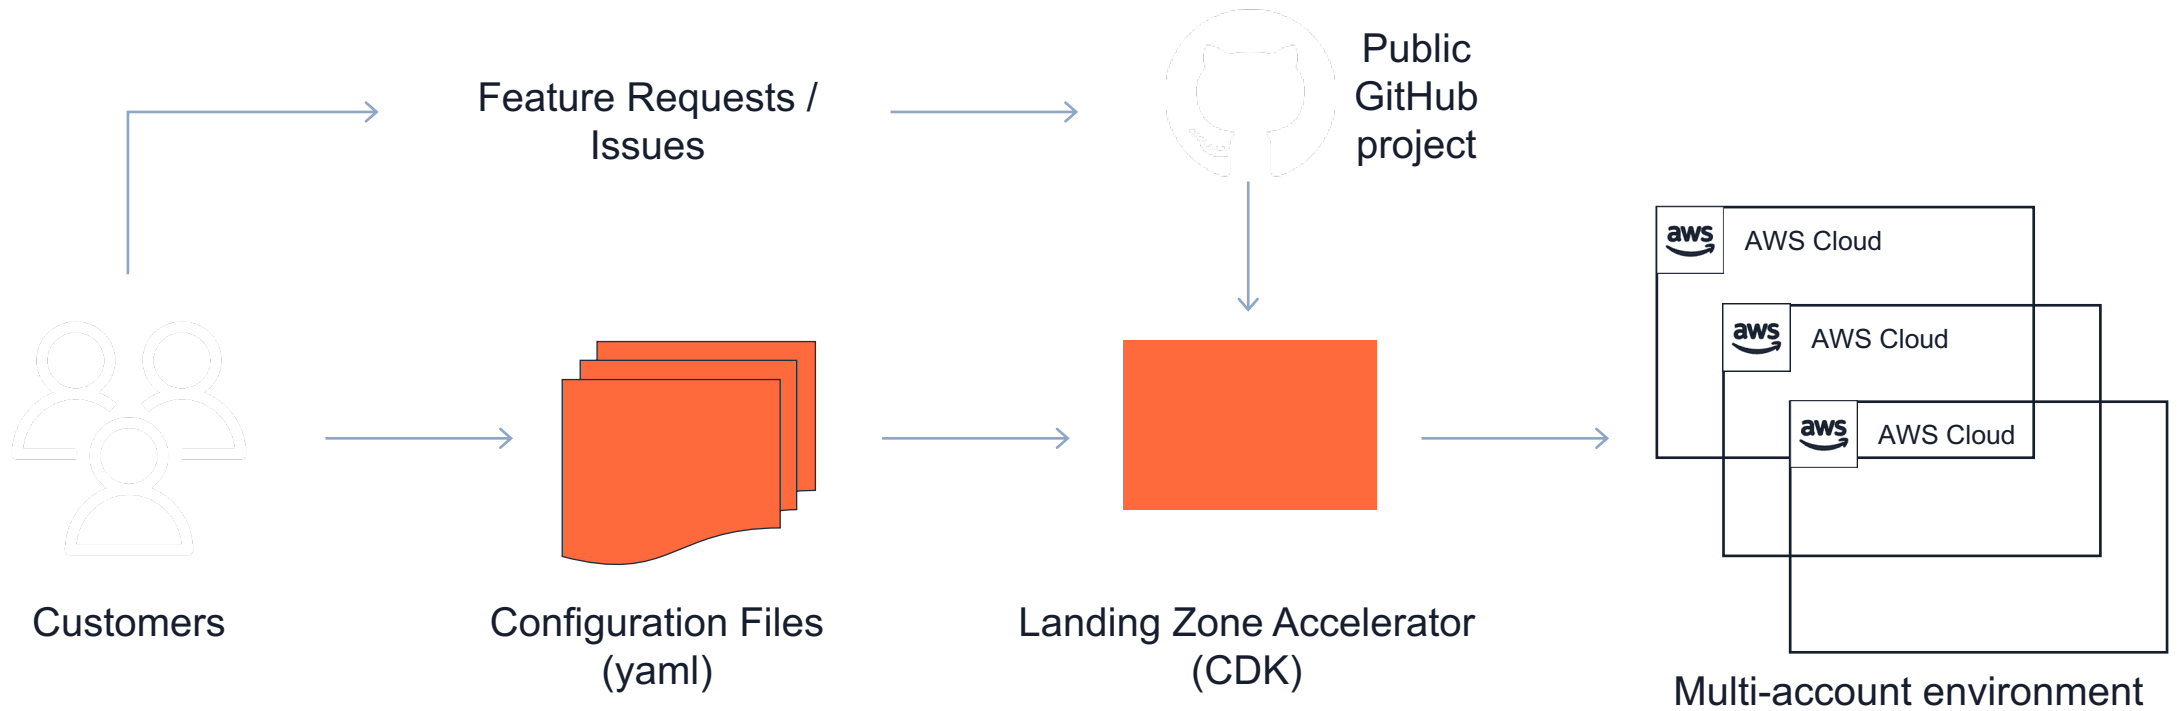 Feature Requests /
Issues
Public
GitHub
project
aws
AWS Cloud
aws
AWS Cloud
aws
AWS Cloud
Customers
Configuration Files
(yaml)
Landing Zone Accelerator
(CDK)
Multi-account environment